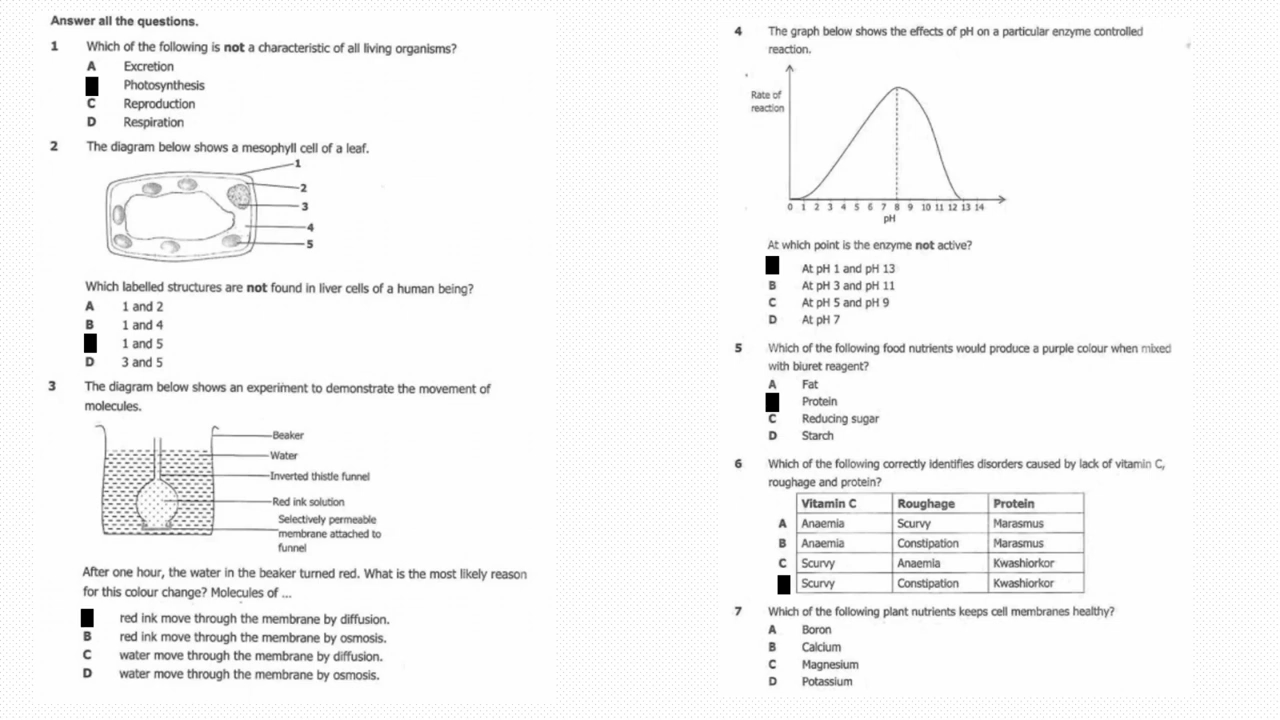 Answer all the questions.
1 Which of the following is not a characteristic of all living organisms?
A Excretion
Photosynthesis
C Reproduction
D Respiration
2 The diagram below shows a mesophyll cell of a leaf.
1
2
3
4
5
Which labelled structures are not found in liver cells of a human being?
A 1 and 2
B 1 and 4
1 and 5
D 3 and 5
3 The diagram below shows an experiment to demonstrate the movement of
molecules.
Beaker
Water
Inverted thistle funnel
Red ink solution
Selectively permeable
membrane attached to
funnel
After one hour, the water in the beaker turned red. What is the most likely reason
for this colour change? Molecules of ...
red ink move through the membrane by diffusion.
B red ink move through the membrane by osmosis.
C water move through the membrane by diffusion.
D water move through the membrane by osmosis.
4 The graph below shows the effects of pH on a particular enzyme controlled
reaction.
Rate of
reaction
0 1 2 3 4 5 6 7 8 9 10 11 12 13 14
pH
At which point is the enzyme not active?
At pH 1 and pH 13
B At pH 3 and pH 11
C At pH 5 and pH 9
D At pH 7
5 Which of the following food nutrients would produce a purple colour when mixed
with biuret reagent?
A Fat
Protein
C Reducing sugar
D Starch
6 Which of the following correctly identifies disorders caused by lack of vitamin C,
roughage and protein?
Vitamin C Roughage Protein
A Anaemia Scurvy Marasmus
B Anaemia Constipation Marasmus
C Scurvy Anaemia Kwashiorkor
Scurvy Constipation Kwashiorkor
7 Which of the following plant nutrients keeps cell membranes healthy?
A Boron
B Calcium
C Magnesium
D Potassium